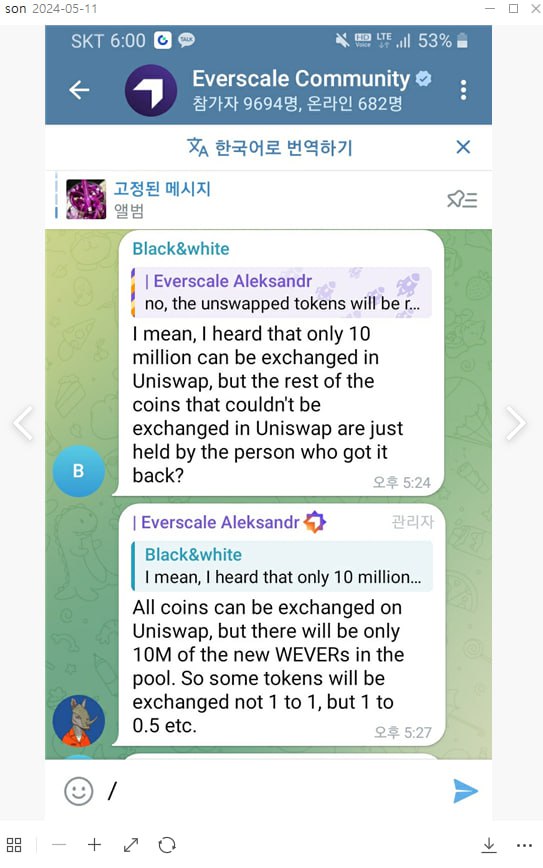 son 2024-05-11
SKT 6:00 TALK HD Voice LTE 53%
Everscale Community
참가자 9694명, 온라인 682명
한국어로 번역하기
고정된 메시지
앨범
Black&white
| Everscale Aleksandr
no, the unswapped tokens will be r...
I mean, I heard that only 10
million can be exchanged in
Uniswap, but the rest of the
coins that couldn't be
exchanged in Uniswap are just
held by the person who got it
back?
오후 5:24
B
| Everscale Aleksandr 관리자
Black&white
I mean, I heard that only 10 million...
All coins can be exchanged on
Uniswap, but there will be only
10M of the new WEVERs in the
pool. So some tokens will be
exchanged not 1 to 1, but 1 to
0.5 etc.
오후 5:27
/